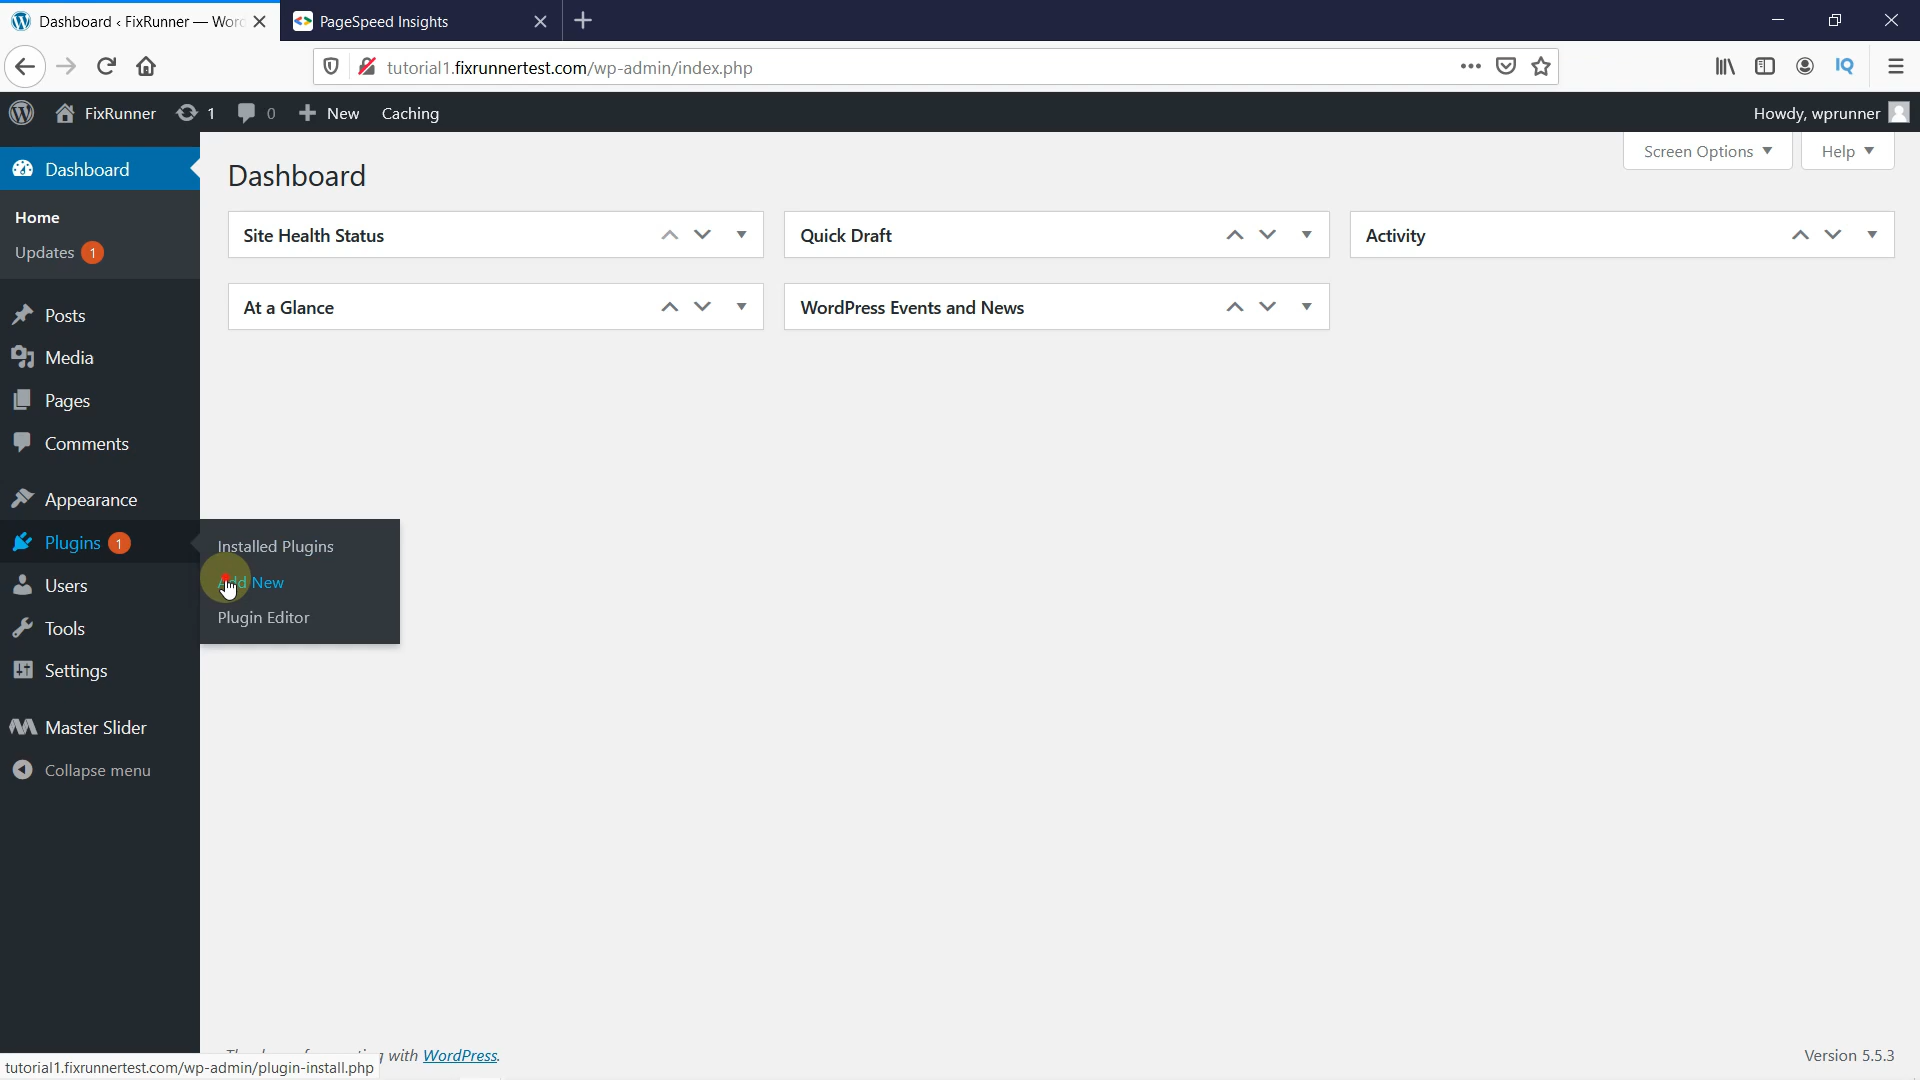 Dashboard ‹ FixRunner — Wor
PageSpeed Insights
tutorial1.fixrunnertest.com/wp-admin/index.php
IQ
FixRunner
1
0
New
Caching
Howdy, wprunner
Screen Options
Help
Dashboard
Dashboard
Home
Updates 1
Site Health Status
Quick Draft
Activity
At a Glance
WordPress Events and News
Posts
Media
Pages
Comments
Appearance
Plugins 1
Installed Plugins
Add New
Plugin Editor
Users
Tools
Settings
Master Slider
Collapse menu
with WordPress.
Version 5.5.3
tutorial1.fixrunnertest.com/wp-admin/plugin-install.php